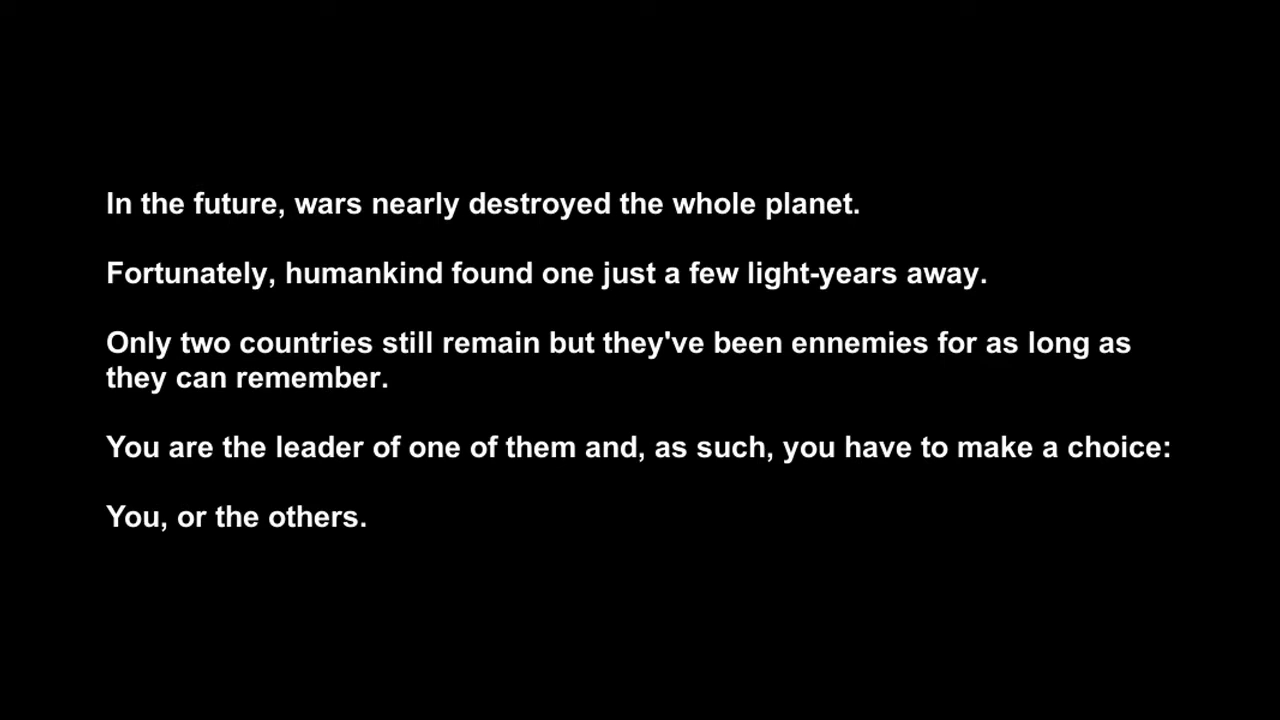 In the future, wars nearly destroyed the whole planet.
Fortunately, humankind found one just a few light-years away.
Only two countries still remain but they've been ennemies for as long as
they can remember.
You are the leader of one of them and, as such, you have to make a choice:
You, or the others.